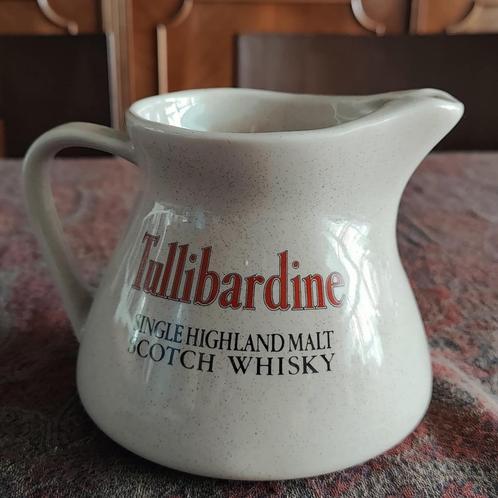 Tullibardine
SINGLE HIGHLAND MALT
SCOTCH WHISKY